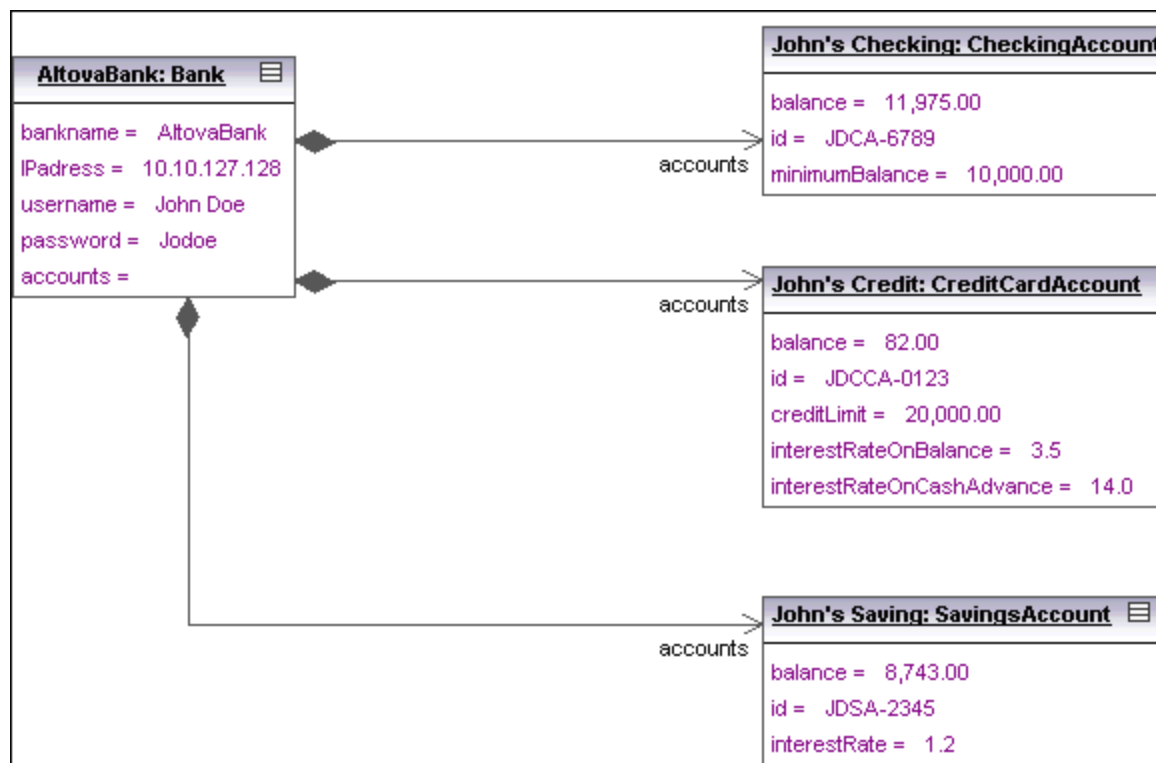 AltovaBank: Bank
bankname = AltovaBank
IPadress = 10.10.127.128
username = John Doe
password = Jodoe
accounts =
accounts
John's Checking: CheckingAccount
balance = 11,975.00
id = JDCA-6789
minimumBalance = 10,000.00
accounts
John's Credit: CreditCardAccount
balance = 82.00
id = JDCCA-0123
creditLimit = 20,000.00
interestRateOnBalance = 3.5
interestRateOnCashAdvance = 14.0
accounts
John's Saving: SavingsAccount
balance = 8,743.00
id = JDSA-2345
interestRate = 1.2